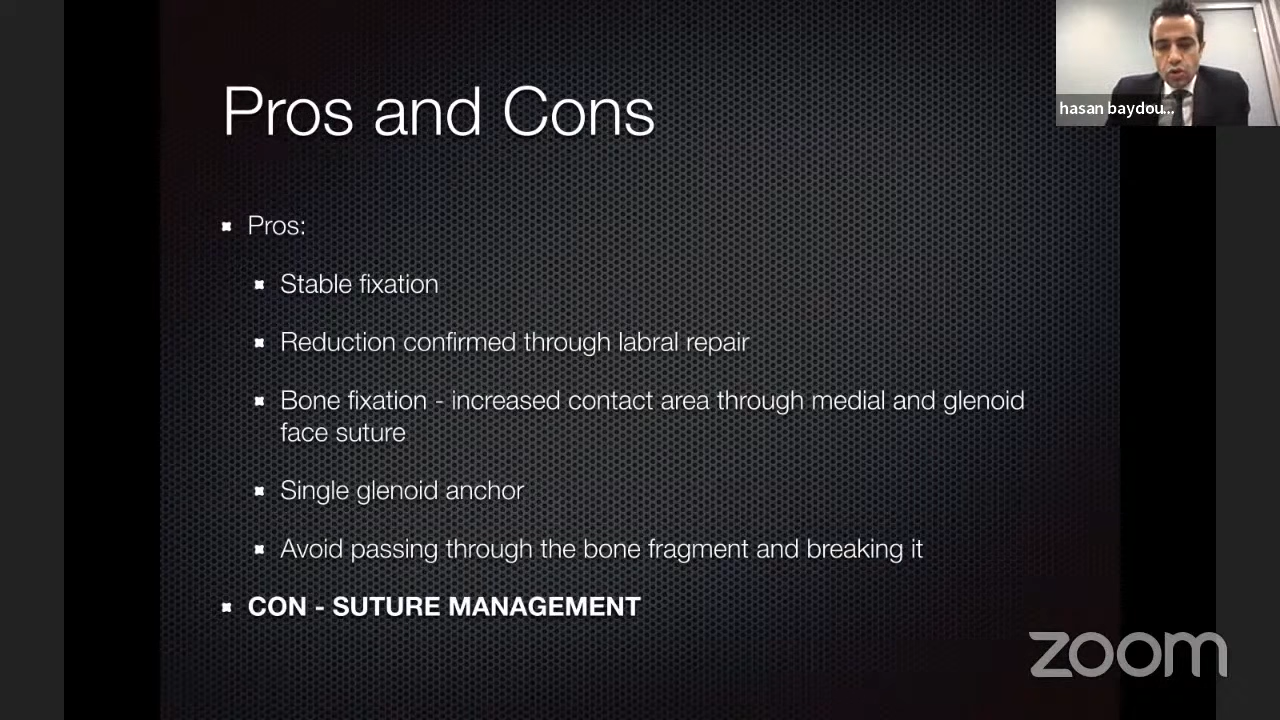 Pros and Cons
hasan baydou...
Pros:
Stable fixation
Reduction confirmed through labral repair
Bone fixation - increased contact area through medial and glenoid
face suture
Single glenoid anchor
Avoid passing through the bone fragment and breaking it
CON - SUTURE MANAGEMENT
zoom